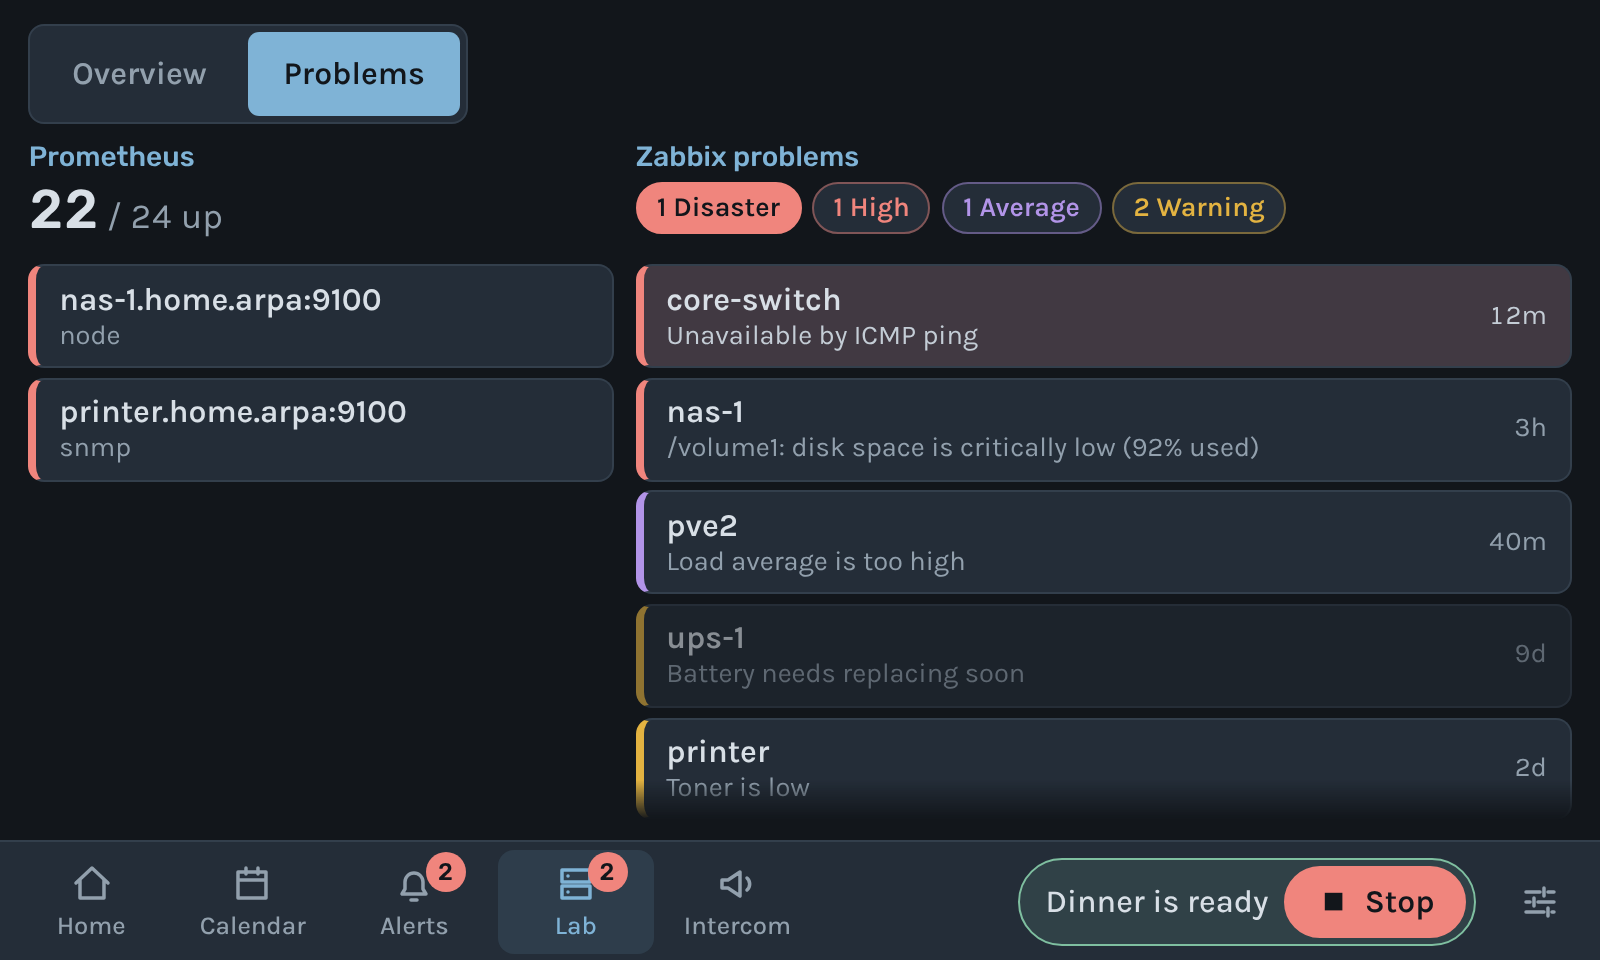 Overview
Problems
Prometheus
22 / 24 up
nas-1.home.arpa:9100
node
printer.home.arpa:9100
snmp
Zabbix problems
1 Disaster
1 High
1 Average
2 Warning
core-switch
Unavailable by ICMP ping
12m
nas-1
/volume1: disk space is critically low (92% used)
3h
pve2
Load average is too high
40m
ups-1
Battery needs replacing soon
9d
printer
Toner is low
2d
Home
Calendar
2
Alerts
2
Lab
Intercom
Dinner is ready
Stop